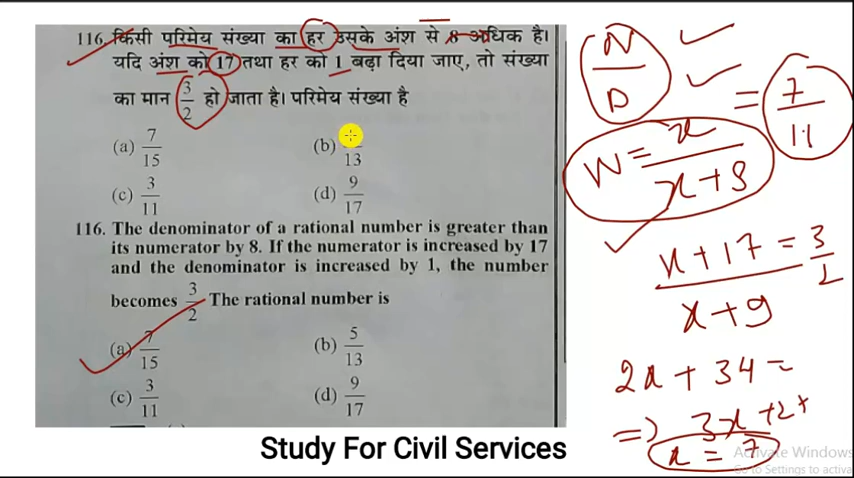 116. किसी परिमेय संख्या का हर उसके अंश से 8 अधिक है।
यदि अंश को 17 तथा हर को 1 बढ़ा दिया जाए, तो संख्या
का मान 3/2 हो जाता है। परिमेय संख्या है
(a) 7/15 (b) /13
(c) 3/11 (d) 9/17
116. The denominator of a rational number is greater than
its numerator by 8. If the numerator is increased by 17
and the denominator is increased by 1, the number
becomes 3/2 The rational number is
(a) 7/15 (b) 5/13
(c) 3/11 (d) 9/17
Study For Civil Services
N/D
= 7/11
x/x+8
x+17/x+9 = 3/2
2x + 34 =
=> 3x + 2
x = 7
Activate Windows
Go to Settings to activa